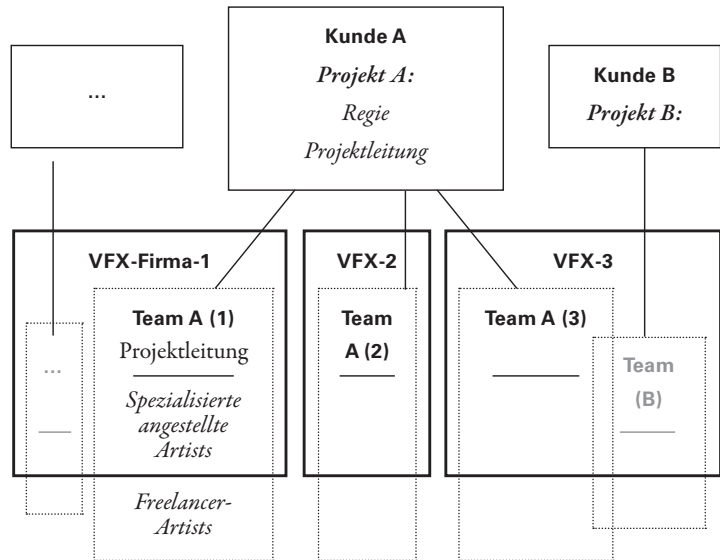 ...
Kunde A
Projekt A:
Regie
Projektleitung
Kunde B
Projekt B:
VFX-Firma-1
VFX-2
VFX-3
...
Team A (1)
Projektleitung
Spezialisierte
angestellte
Artists
Freelancer-
Artists
Team
A (2)
Team A (3)
Team
(B)